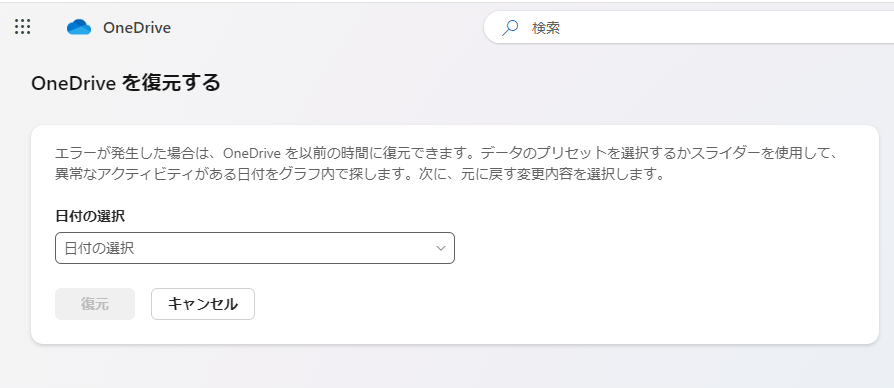 OneDrive
検索
OneDrive を復元する
エラーが発生した場合は、OneDrive を以前の時間に復元できます。データのプリセットを選択するかスライダーを使用して、
異常なアクティビティがある日付をグラフ内で探します。次に、元に戻す変更内容を選択します。
日付の選択
日付の選択
復元
キャンセル